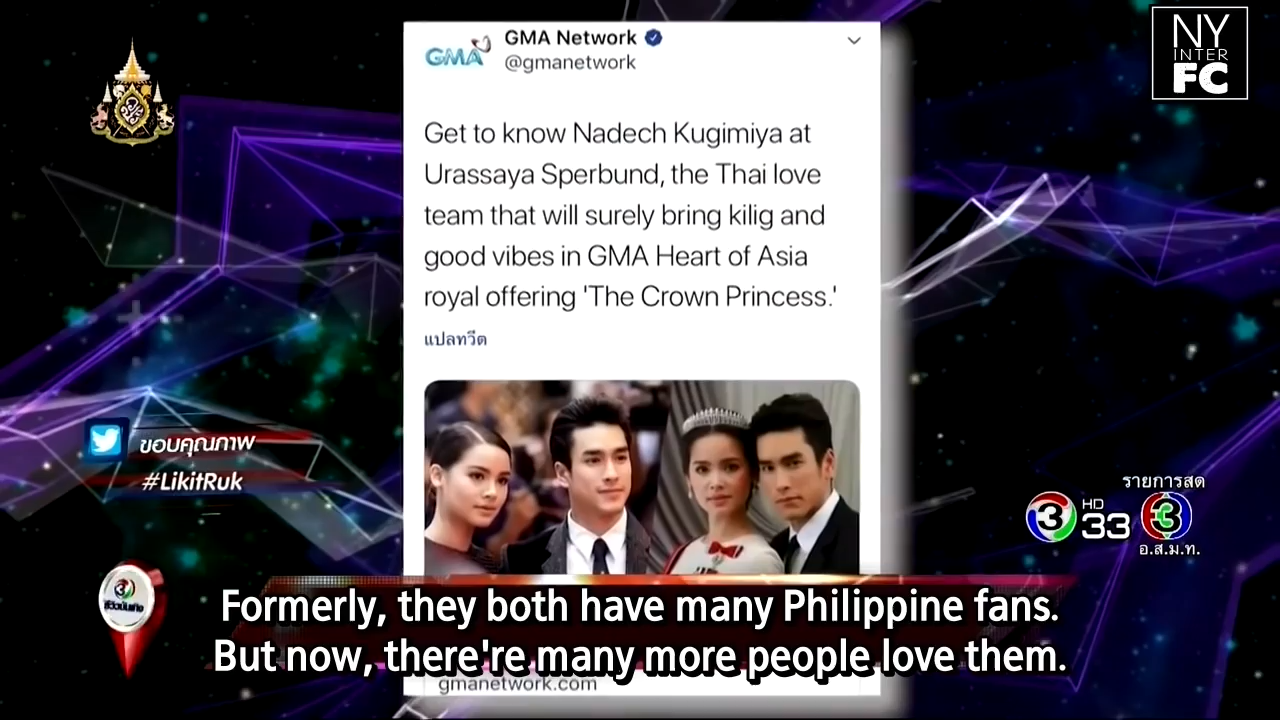 GMA
GMA Network
@gmanetwork
NY
INTER
FC
Get to know Nadech Kugimiya at
Urassaya Sperbund, the Thai love
team that will surely bring kilig and
good vibes in GMA Heart of Asia
royal offering 'The Crown Princess.'
แปลทวีต
ขอบคุณภาพ
#LikitRuk
รายการสด
3 HD 33 3
อ.ส.ม.ท.
3
Formerly, they both have many Philippine fans.
But now, there're many more people love them.
gmanetwork.com